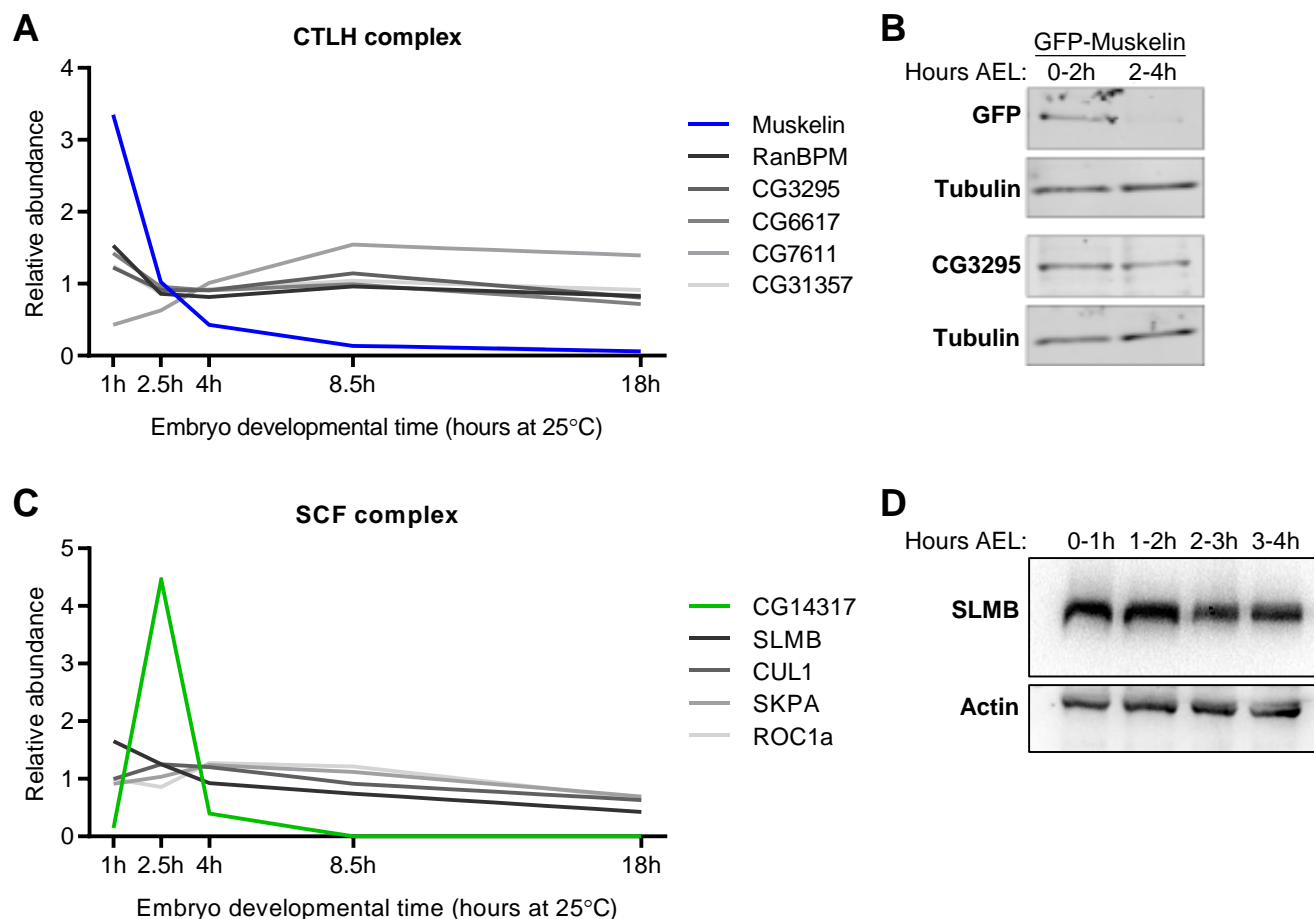 A
CTLH complex
Relative abundance
4
3
2
1
0
1h 2.5h 4h 8.5h 18h
Embryo developmental time (hours at 25°C)
Muskelin
RanBPM
CG3295
CG6617
CG7611
CG31357
B
GFP-Muskelin
Hours AEL: 0-2h 2-4h
GFP
Tubulin
CG3295
Tubulin
C
SCF complex
Relative abundance
5
4
3
2
1
0
1h 2.5h 4h 8.5h 18h
Embryo developmental time (hours at 25°C)
CG14317
SLMB
CUL1
SKPA
ROC1a
D
Hours AEL: 0-1h 1-2h 2-3h 3-4h
SLMB
Actin